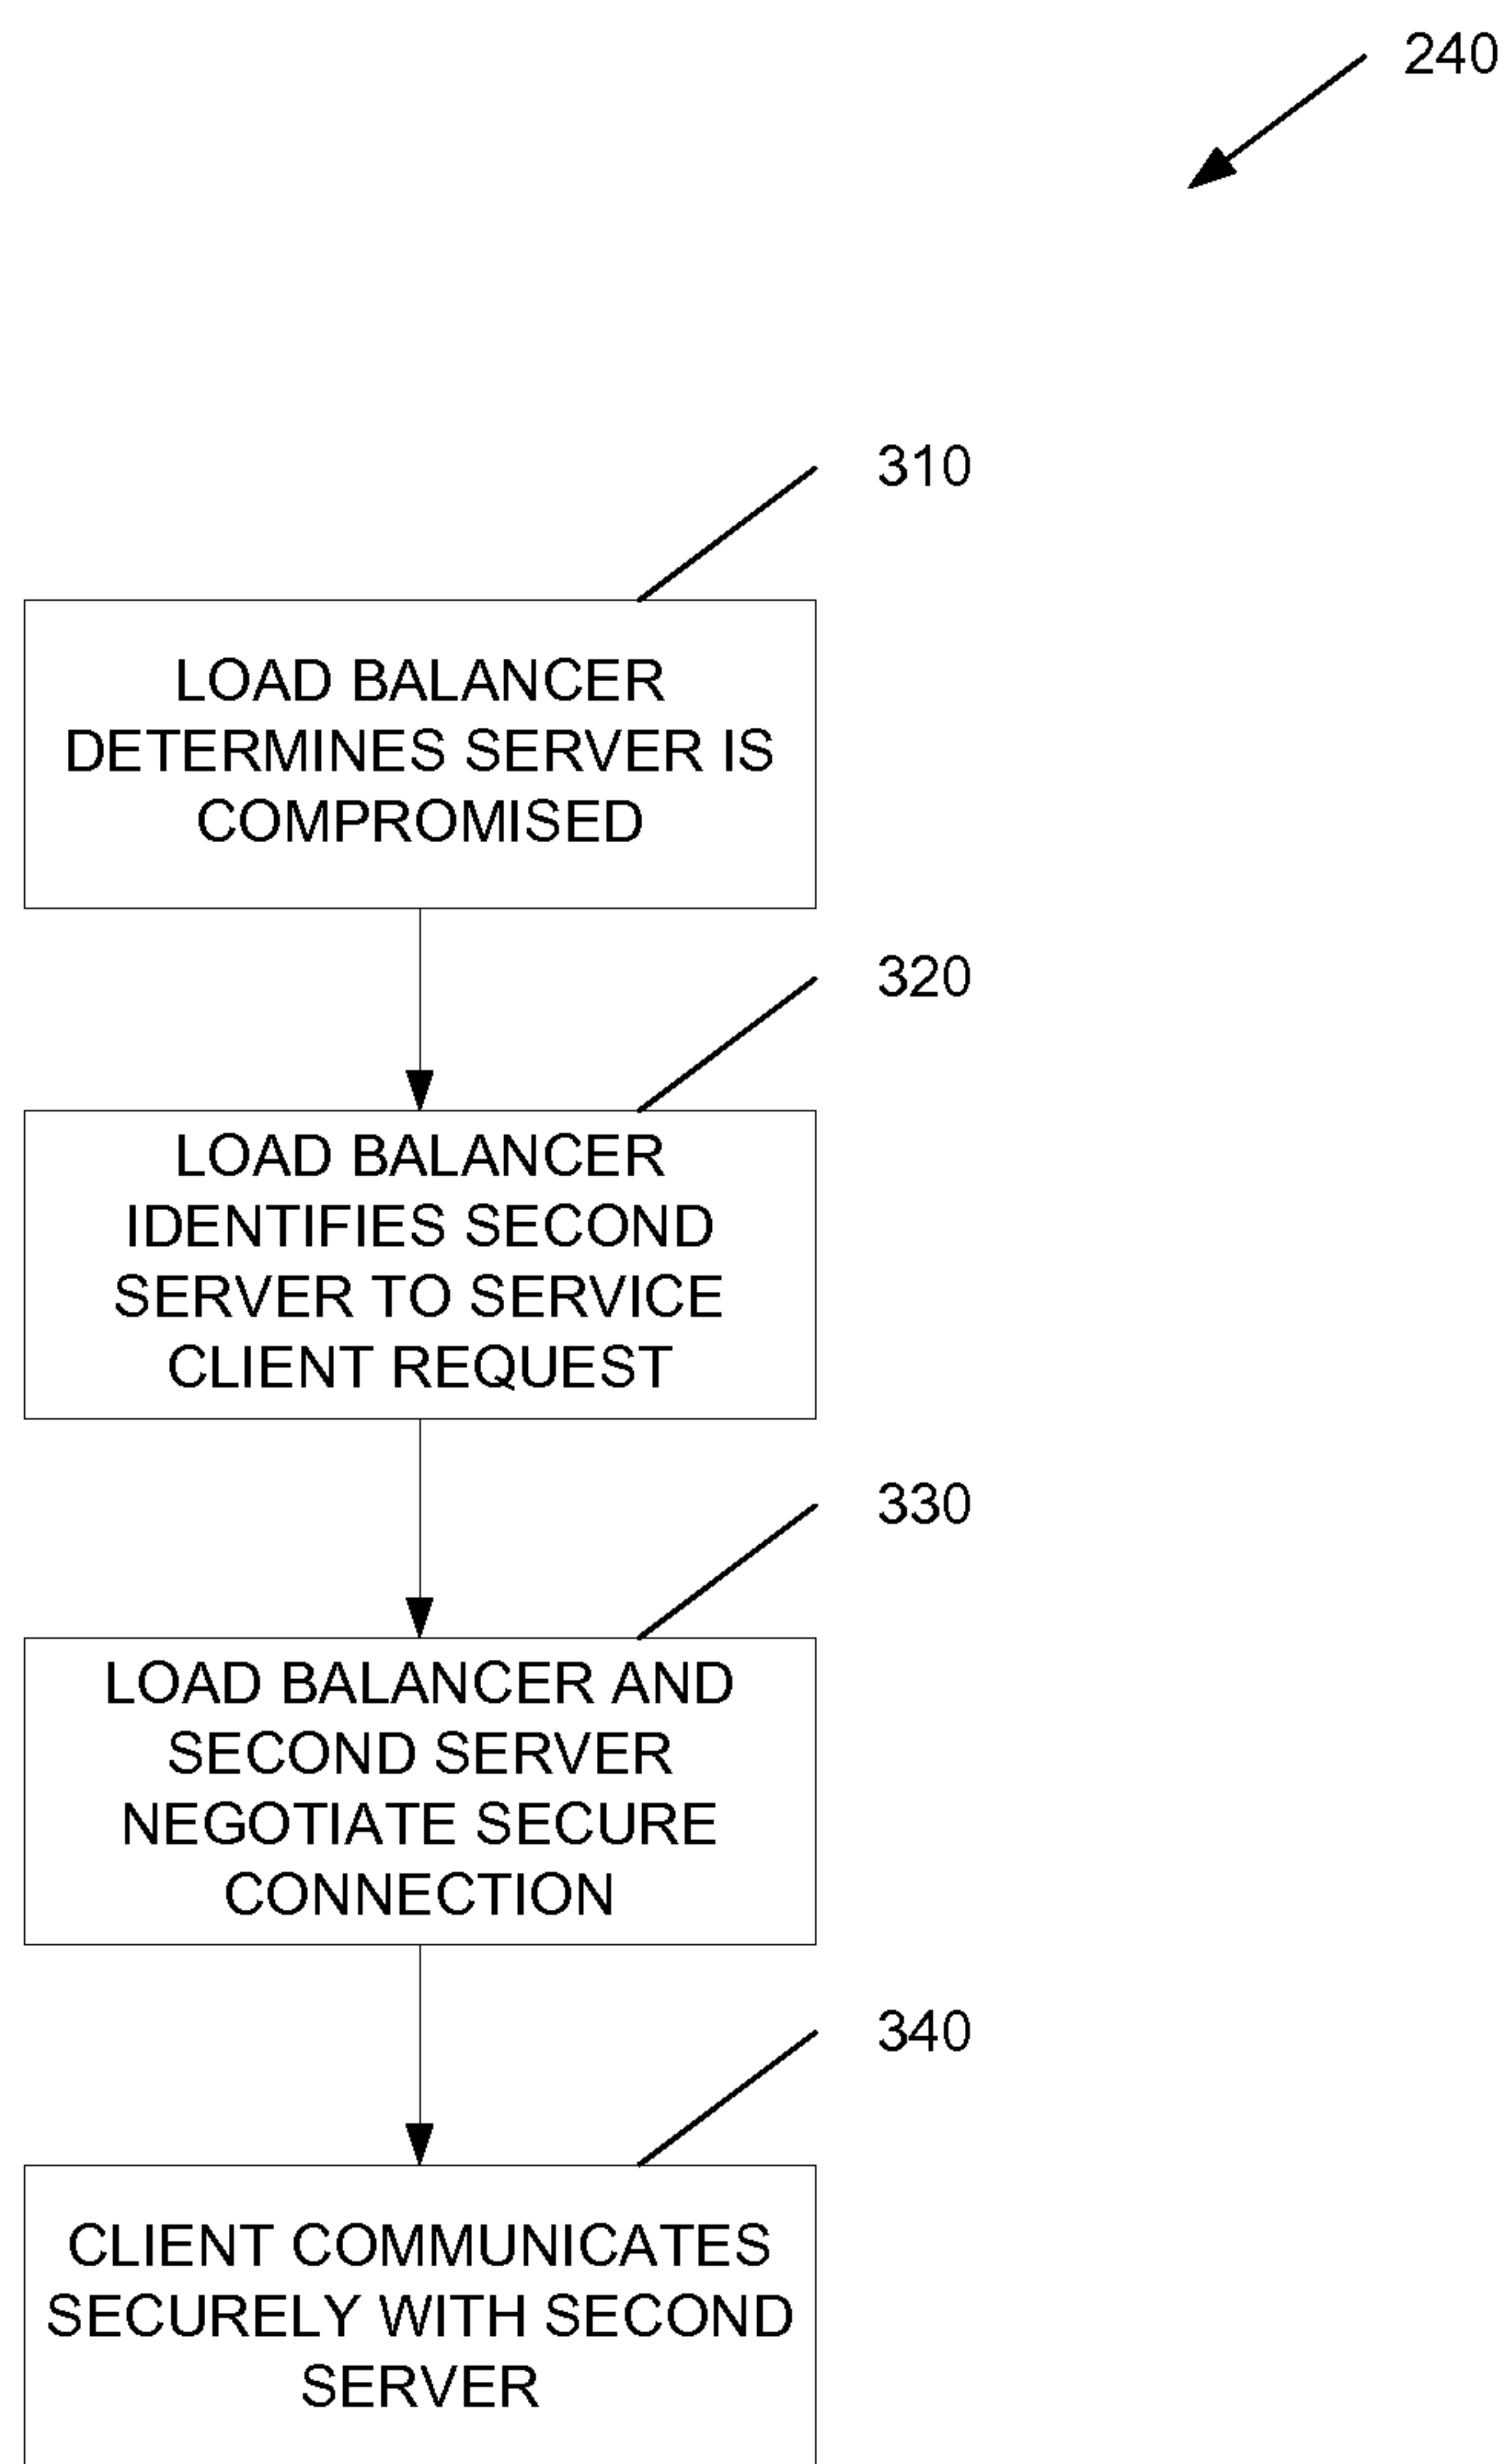 240
310
LOAD BALANCER
DETERMINES SERVER IS
COMPROMISED
320
LOAD BALANCER
IDENTIFIES SECOND
SERVER TO SERVICE
CLIENT REQUEST
330
LOAD BALANCER AND
SECOND SERVER
NEGOTIATE SECURE
CONNECTION
340
CLIENT COMMUNICATES
SECURELY WITH SECOND
SERVER